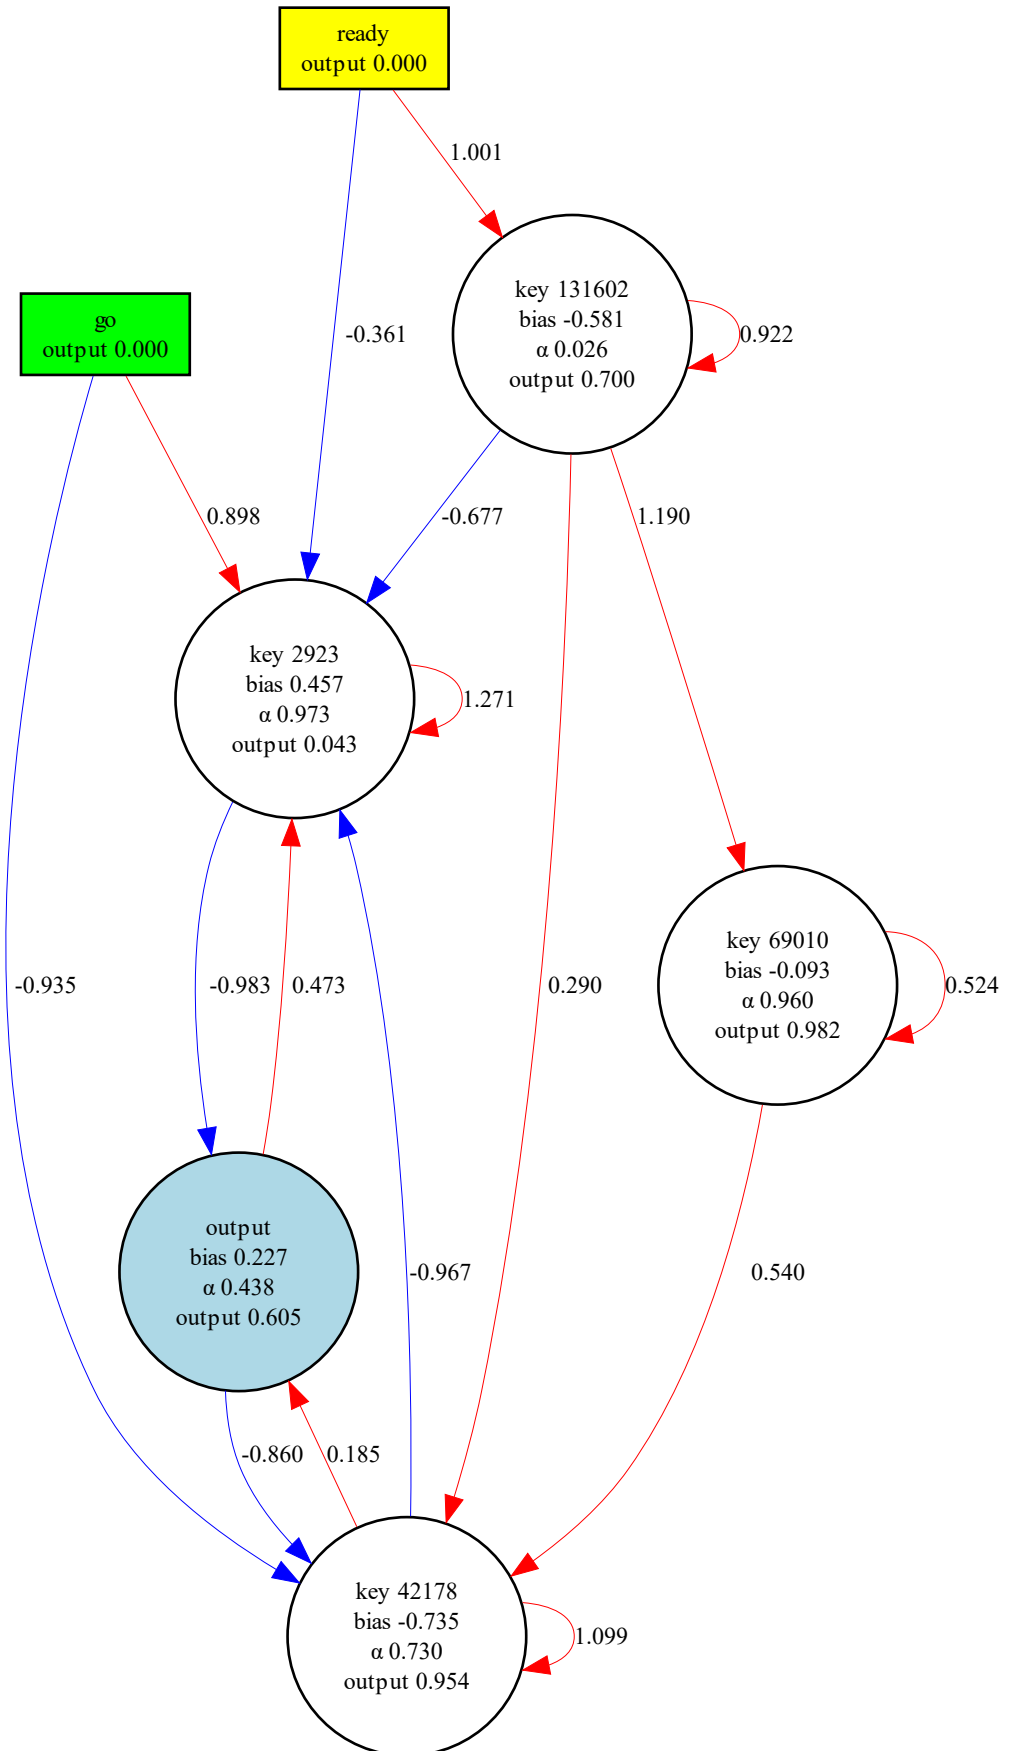 ready
output 0.000
1.001
key 131602
bias -0.581
α 0.026
output 0.700
0.922
go
output 0.000
-0.361
0.898
-0.677
1.190
key 2923
bias 0.457
α 0.973
output 0.043
1.271
key 69010
bias -0.093
α 0.960
output 0.982
0.524
-0.935
-0.983
0.473
0.290
output
bias 0.227
α 0.438
output 0.605
-0.967
0.540
-0.860
0.185
key 42178
bias -0.735
α 0.730
output 0.954
1.099